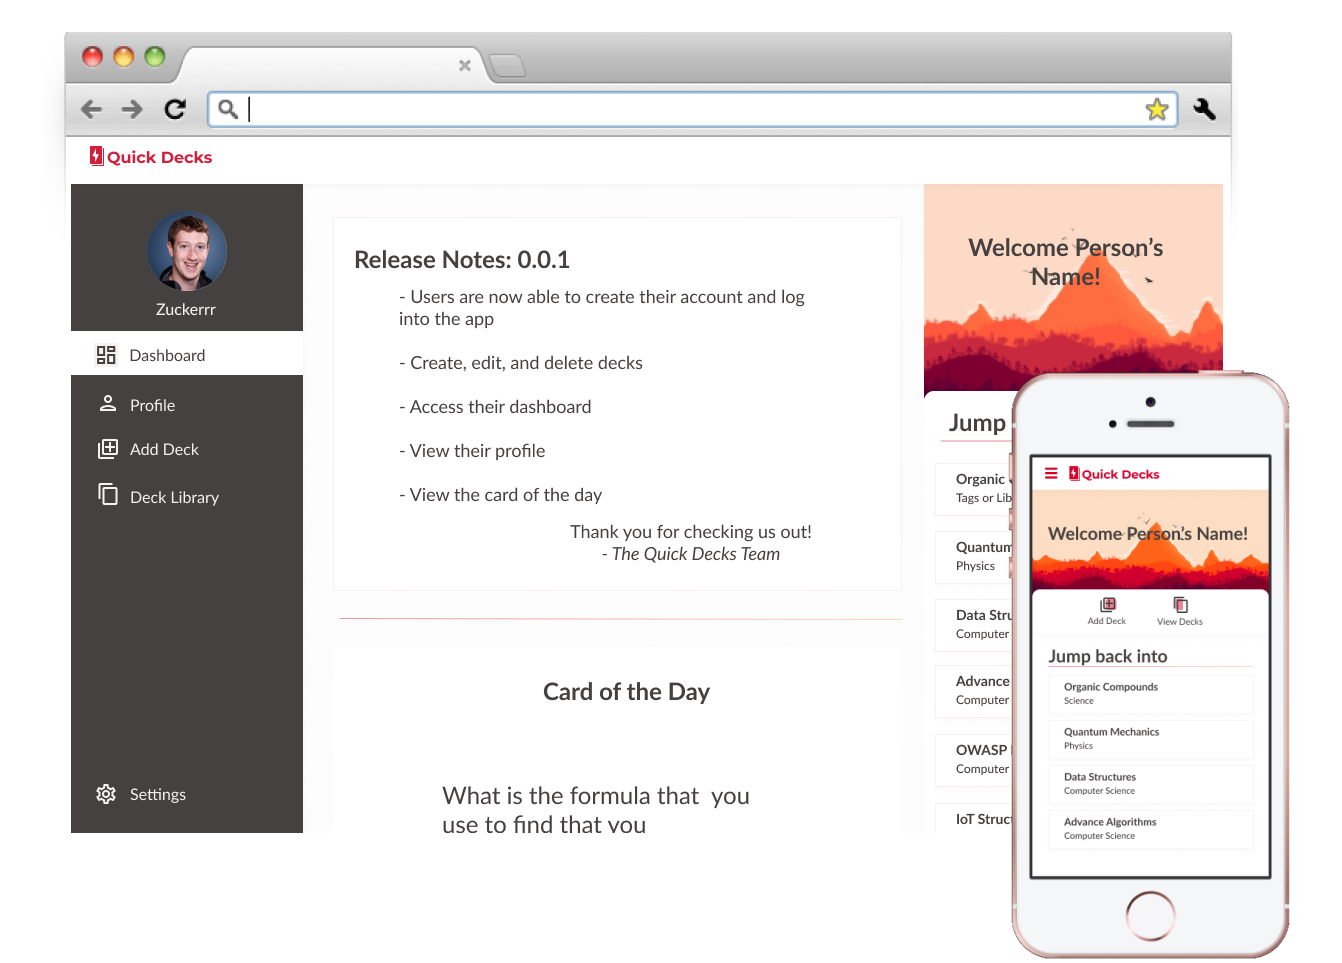 Quick Decks
Zuckerrr
Dashboard
Profile
Add Deck
Deck Library
Settings
Release Notes: 0.0.1
- Users are now able to create their account and log
into the app
- Create, edit, and delete decks
- Access their dashboard
- View their profile
- View the card of the day
Thank you for checking us out!
- The Quick Decks Team
Card of the Day
What is the formula that you
use to find that you
Welcome Person's
Name!
Jump
Organic
Tags or Lib
Quantum
Physics
Data Stru
Computer
Advance
Computer
OWASP
Computer
IoT Struct
Quick Decks
Welcome Person's Name!
Add Deck
View Decks
Jump back into
Organic Compounds
Science
Quantum Mechanics
Physics
Data Structures
Computer Science
Advance Algorithms
Computer Science